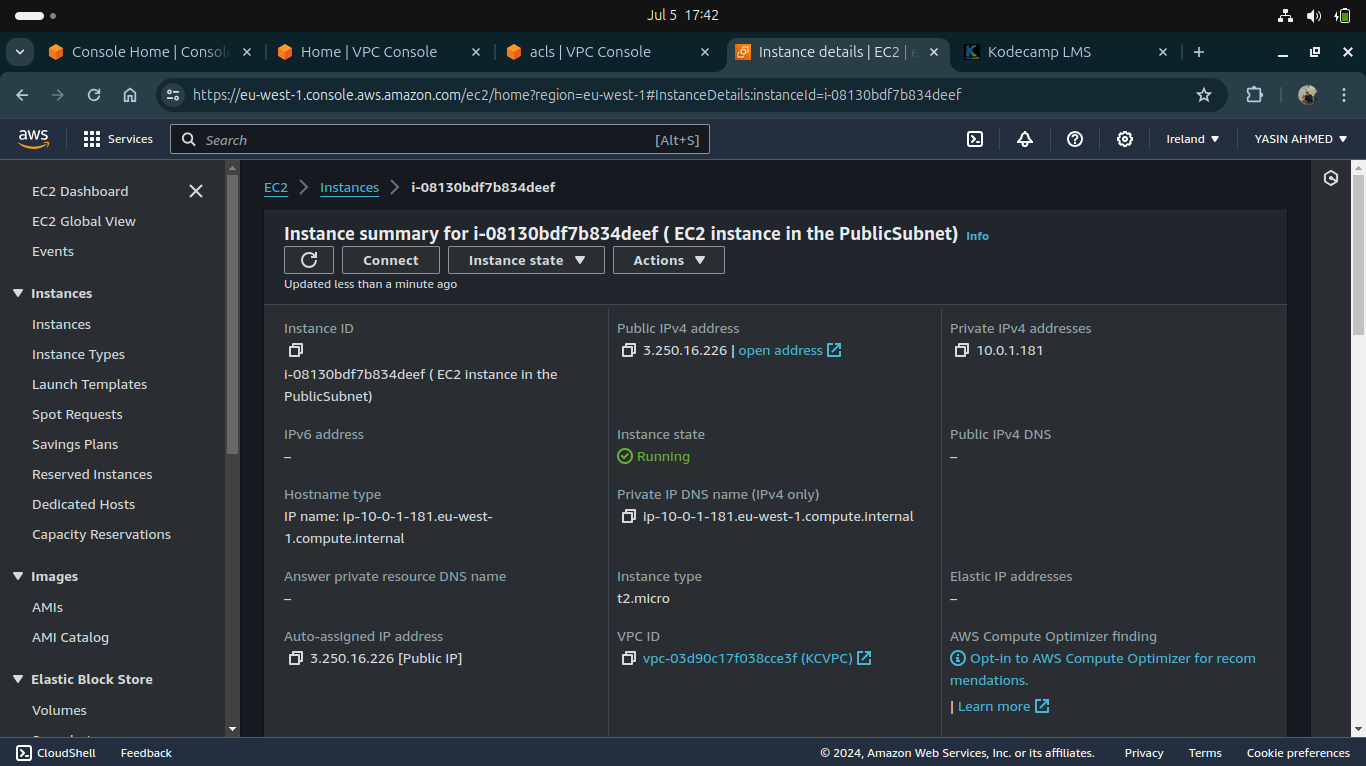 Jul 5 17:42
Console Home | Consol
Home | VPC Console
acls | VPC Console
Instance details | EC2 |
Kodecamp LMS
https://eu-west-1.console.aws.amazon.com/ec2/home?region=eu-west-1#InstanceDetails:instanceId=i-08130bdf7b834deef
aws
Services
Search
[Alt+S]
Ireland
YASIN AHMED
EC2 Dashboard
EC2 Global View
Events
Instances
Instances
Instance Types
Launch Templates
Spot Requests
Savings Plans
Reserved Instances
Dedicated Hosts
Capacity Reservations
Images
AMIs
AMI Catalog
Elastic Block Store
Volumes
EC2
Instances
i-08130bdf7b834deef
Instance summary for i-08130bdf7b834deef ( EC2 instance in the PublicSubnet) Info
Connect
Instance state
Actions
Updated less than a minute ago
Instance ID
i-08130bdf7b834deef ( EC2 instance in the
PublicSubnet)
Public IPv4 address
3.250.16.226 | open address
Private IPv4 addresses
10.0.1.181
IPv6 address
–
Instance state
Running
Public IPv4 DNS
–
Hostname type
IP name: ip-10-0-1-181.eu-west-
1.compute.internal
Private IP DNS name (IPv4 only)
ip-10-0-1-181.eu-west-1.compute.internal
Answer private resource DNS name
–
Instance type
t2.micro
Elastic IP addresses
–
Auto-assigned IP address
3.250.16.226 [Public IP]
VPC ID
vpc-03d90c17f038cce3f (KCVPC)
AWS Compute Optimizer finding
Opt-in to AWS Compute Optimizer for recom
mendations.
| Learn more
CloudShell
Feedback
© 2024, Amazon Web Services, Inc. or its affiliates.
Privacy
Terms
Cookie preferences